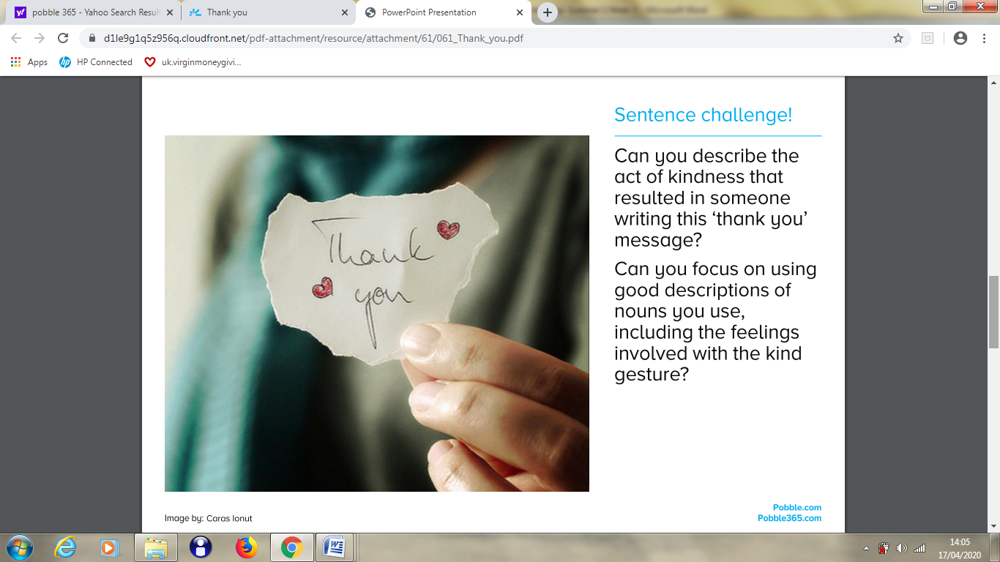 pobble 365 - Yahoo Search Resul
Thank you
PowerPoint Presentation
d1le9g1q5z956q.cloudfront.net/pdf-attachment/resource/attachment/61/061_Thank_you.pdf
Apps
HP Connected
uk.virginmoneygivi...
Sentence challenge!
Can you describe the
act of kindness that
resulted in someone
writing this ‘thank you’
message?
Can you focus on using
good descriptions of
nouns you use,
including the feelings
involved with the kind
gesture?
Thank
you
Image by: Caras Ionut
Pobble.com
Pobble365.com
14:05
17/04/2020